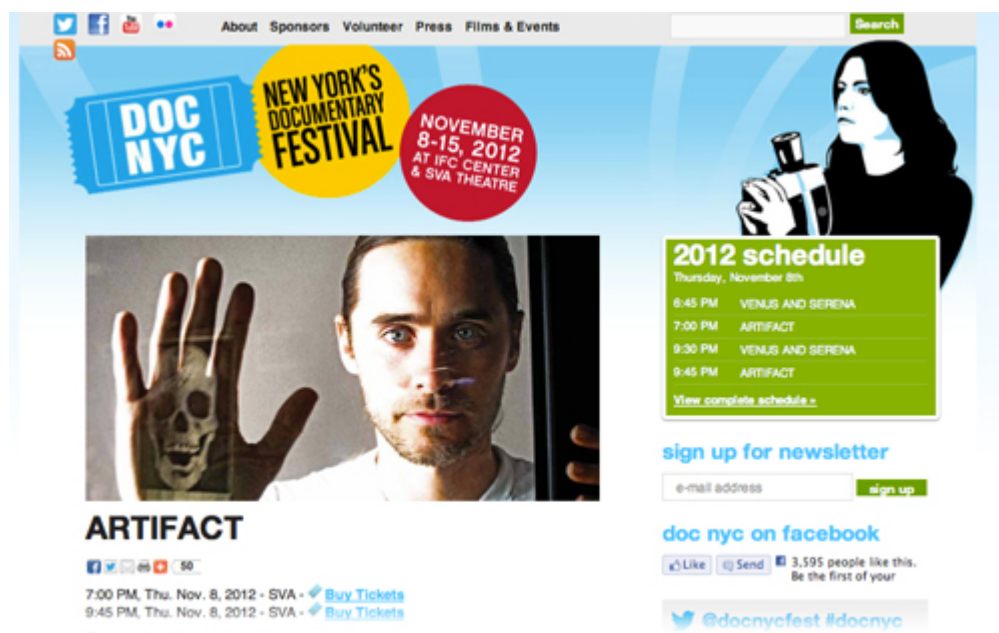 About Sponsors Volunteer Press Films & Events
Search
DOC
NYC
NEW YORK'S
DOCUMENTARY
FESTIVAL
NOVEMBER
8-15, 2012
AT IFC CENTER
& SVA THEATRE
2012 schedule
Thursday, November 8th
6:45 PM VENUS AND SERENA
7:00 PM ARTIFACT
9:30 PM VENUS AND SERENA
9:45 PM ARTIFACT
View complete schedule »
sign up for newsletter
e-mail address sign up
doc nyc on facebook
Like Send 3,595 people like this.
Be the first of your
@docnycfest #docnyc
ARTIFACT
50
7:00 PM, Thu. Nov. 8, 2012 - SVA - Buy Tickets
9:45 PM, Thu. Nov. 8, 2012 - SVA - Buy Tickets